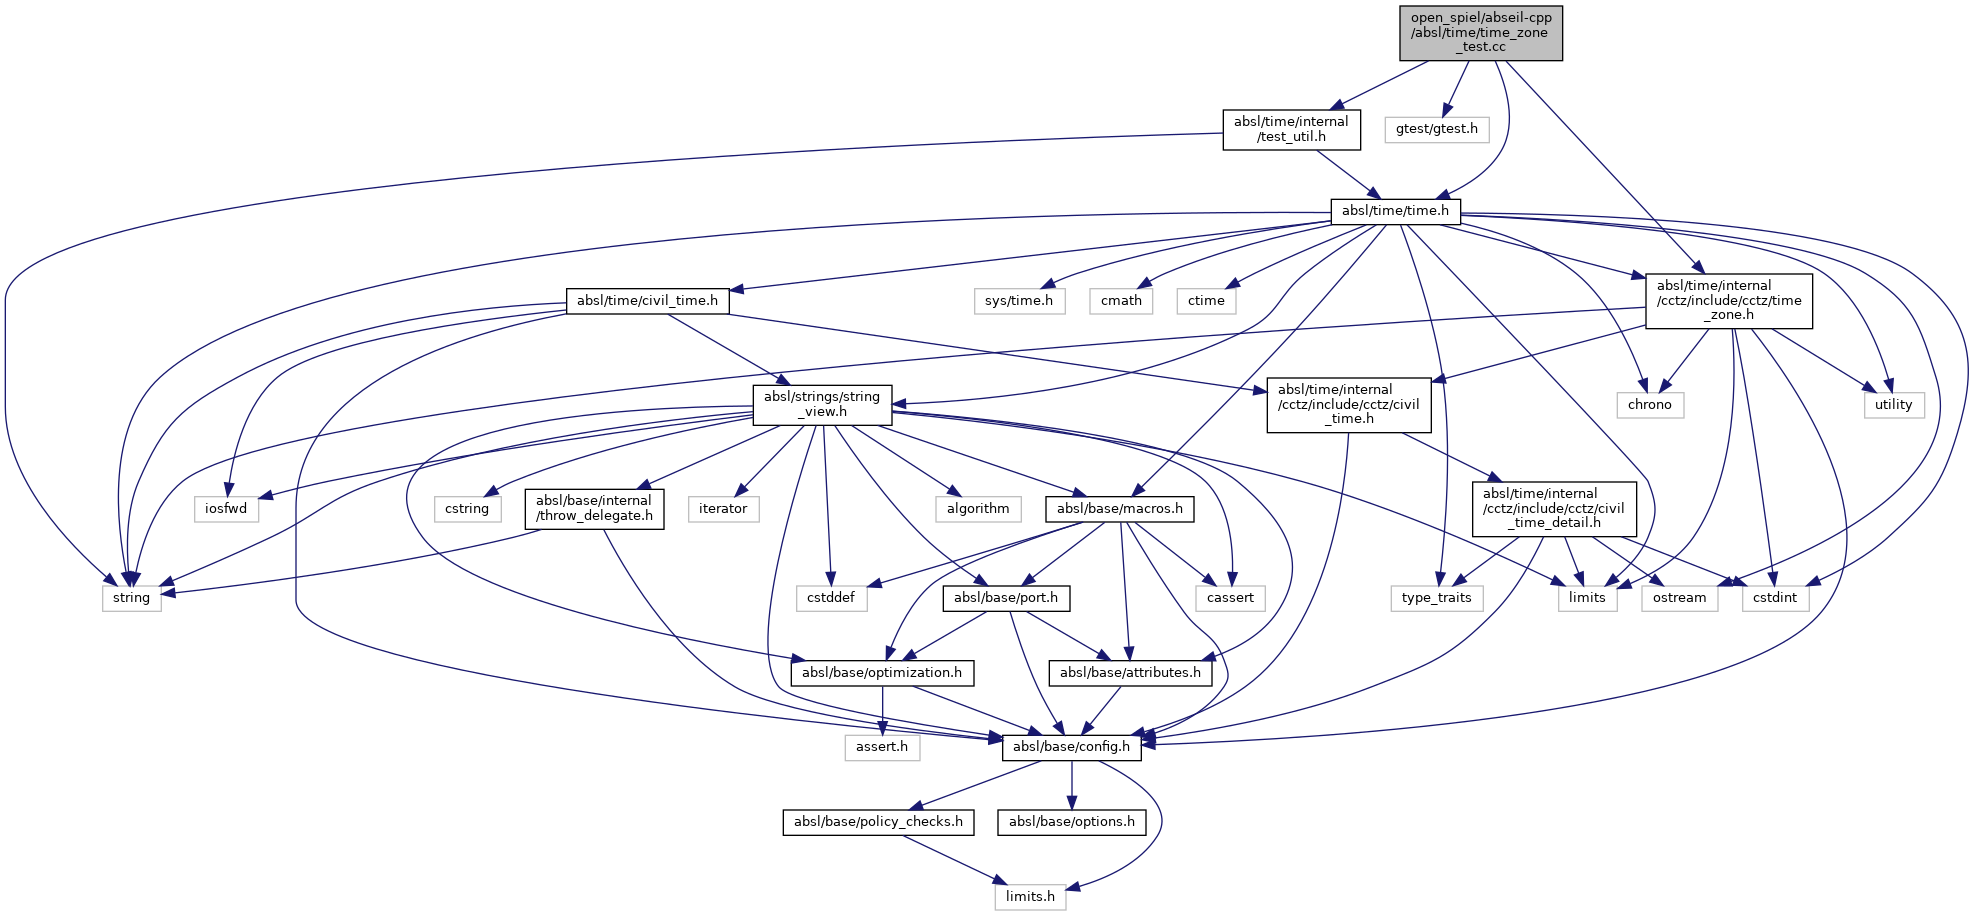 open_spiel/abseil-cpp
/absl/time/time_zone
_test.cc
absl/time/internal
/test_util.h
gtest/gtest.h
absl/time/time.h
absl/time/civil_time.h
sys/time.h
cmath
ctime
absl/time/internal
/cctz/include/cctz/time
_zone.h
absl/strings/string
_view.h
absl/time/internal
/cctz/include/cctz/civil
_time.h
chrono
utility
iosfwd
cstring
absl/base/internal
/throw_delegate.h
iterator
algorithm
absl/base/macros.h
absl/time/internal
/cctz/include/cctz/civil
_time_detail.h
string
cstddef
absl/base/port.h
cassert
type_traits
limits
ostream
cstdint
absl/base/optimization.h
absl/base/attributes.h
assert.h
absl/base/config.h
absl/base/policy_checks.h
absl/base/options.h
limits.h